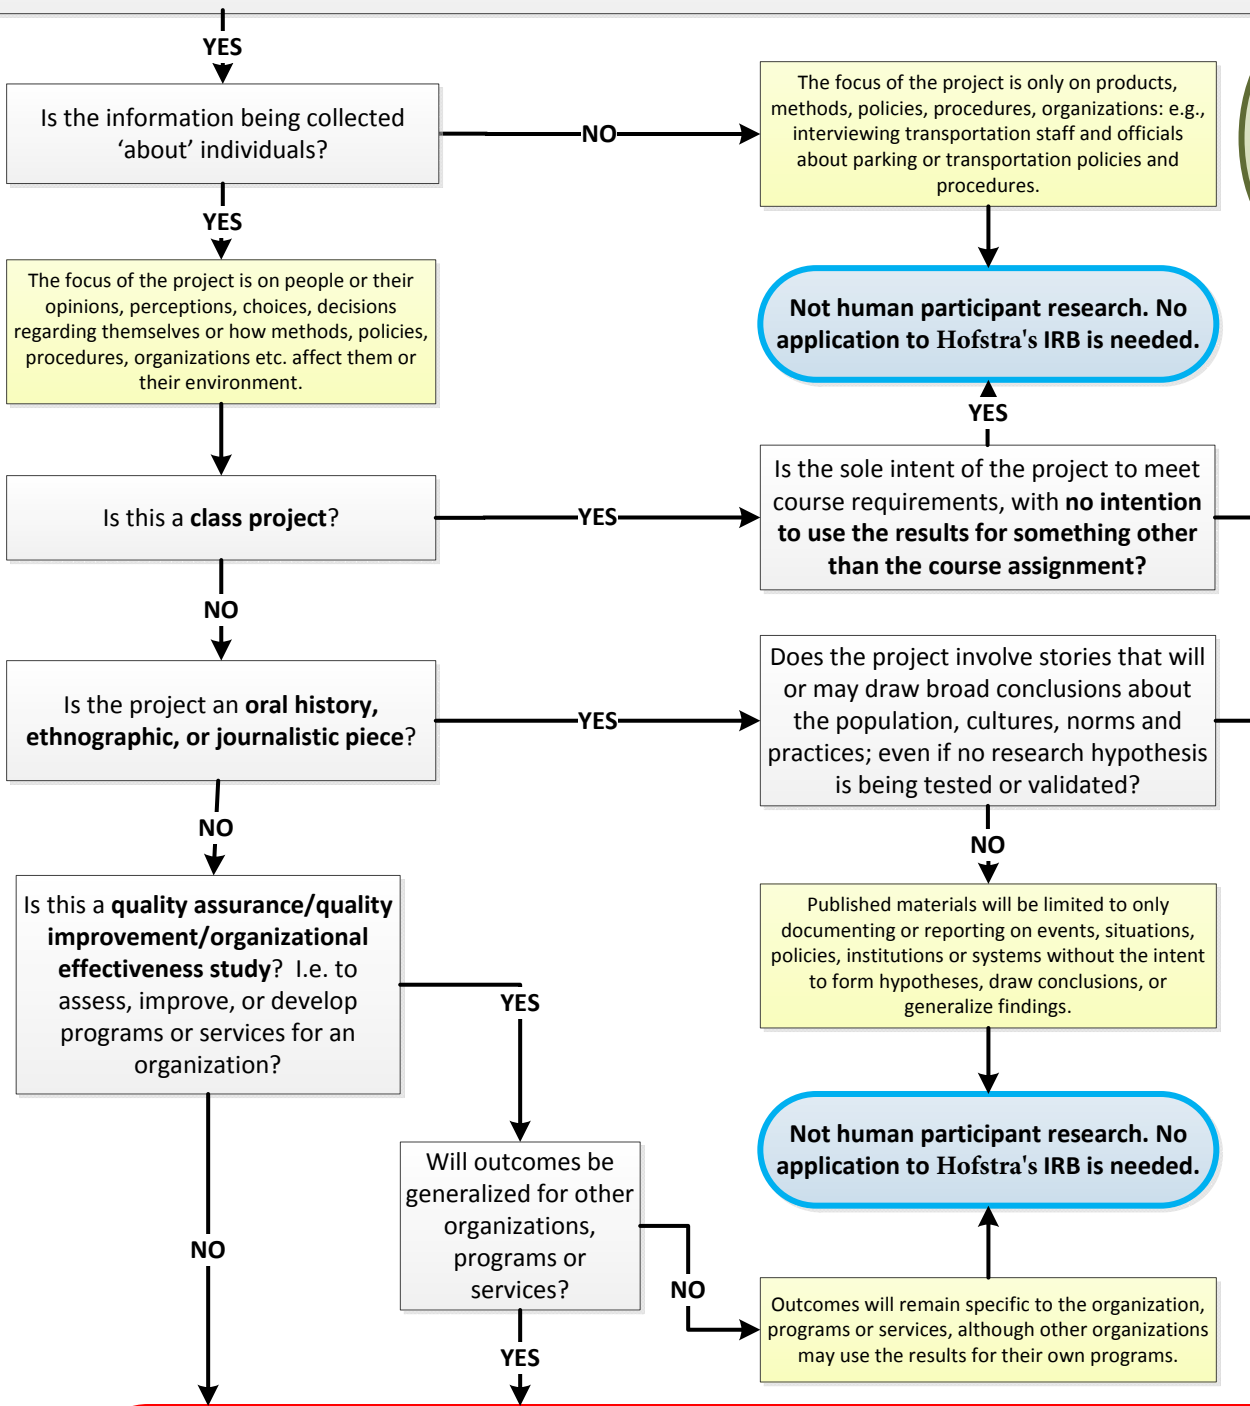 YES
Is the information being collected
‘about’ individuals?
NO
The focus of the project is only on products,
methods, policies, procedures, organizations: e.g.,
interviewing transportation staff and officials
about parking or transportation policies and
procedures.
YES
The focus of the project is on people or their
opinions, perceptions, choices, decisions
regarding themselves or how methods, policies,
procedures, organizations etc. affect them or
their environment.
Not human participant research. No
application to Hofstra's IRB is needed.
YES
Is this a class project?
YES
Is the sole intent of the project to meet
course requirements, with no intention
to use the results for something other
than the course assignment?
NO
Is the project an oral history,
ethnographic, or journalistic piece?
YES
Does the project involve stories that will
or may draw broad conclusions about
the population, cultures, norms and
practices; even if no research hypothesis
is being tested or validated?
NO
NO
Is this a quality assurance/quality
improvement/organizational
effectiveness study? I.e. to
assess, improve, or develop
programs or services for an
organization?
Published materials will be limited to only
documenting or reporting on events, situations,
policies, institutions or systems without the intent
to form hypotheses, draw conclusions, or
generalize findings.
YES
Not human participant research. No
application to Hofstra's IRB is needed.
Will outcomes be
generalized for other
organizations,
programs or
services?
NO
NO
Outcomes will remain specific to the organization,
programs or services, although other organizations
may use the results for their own programs.
YES